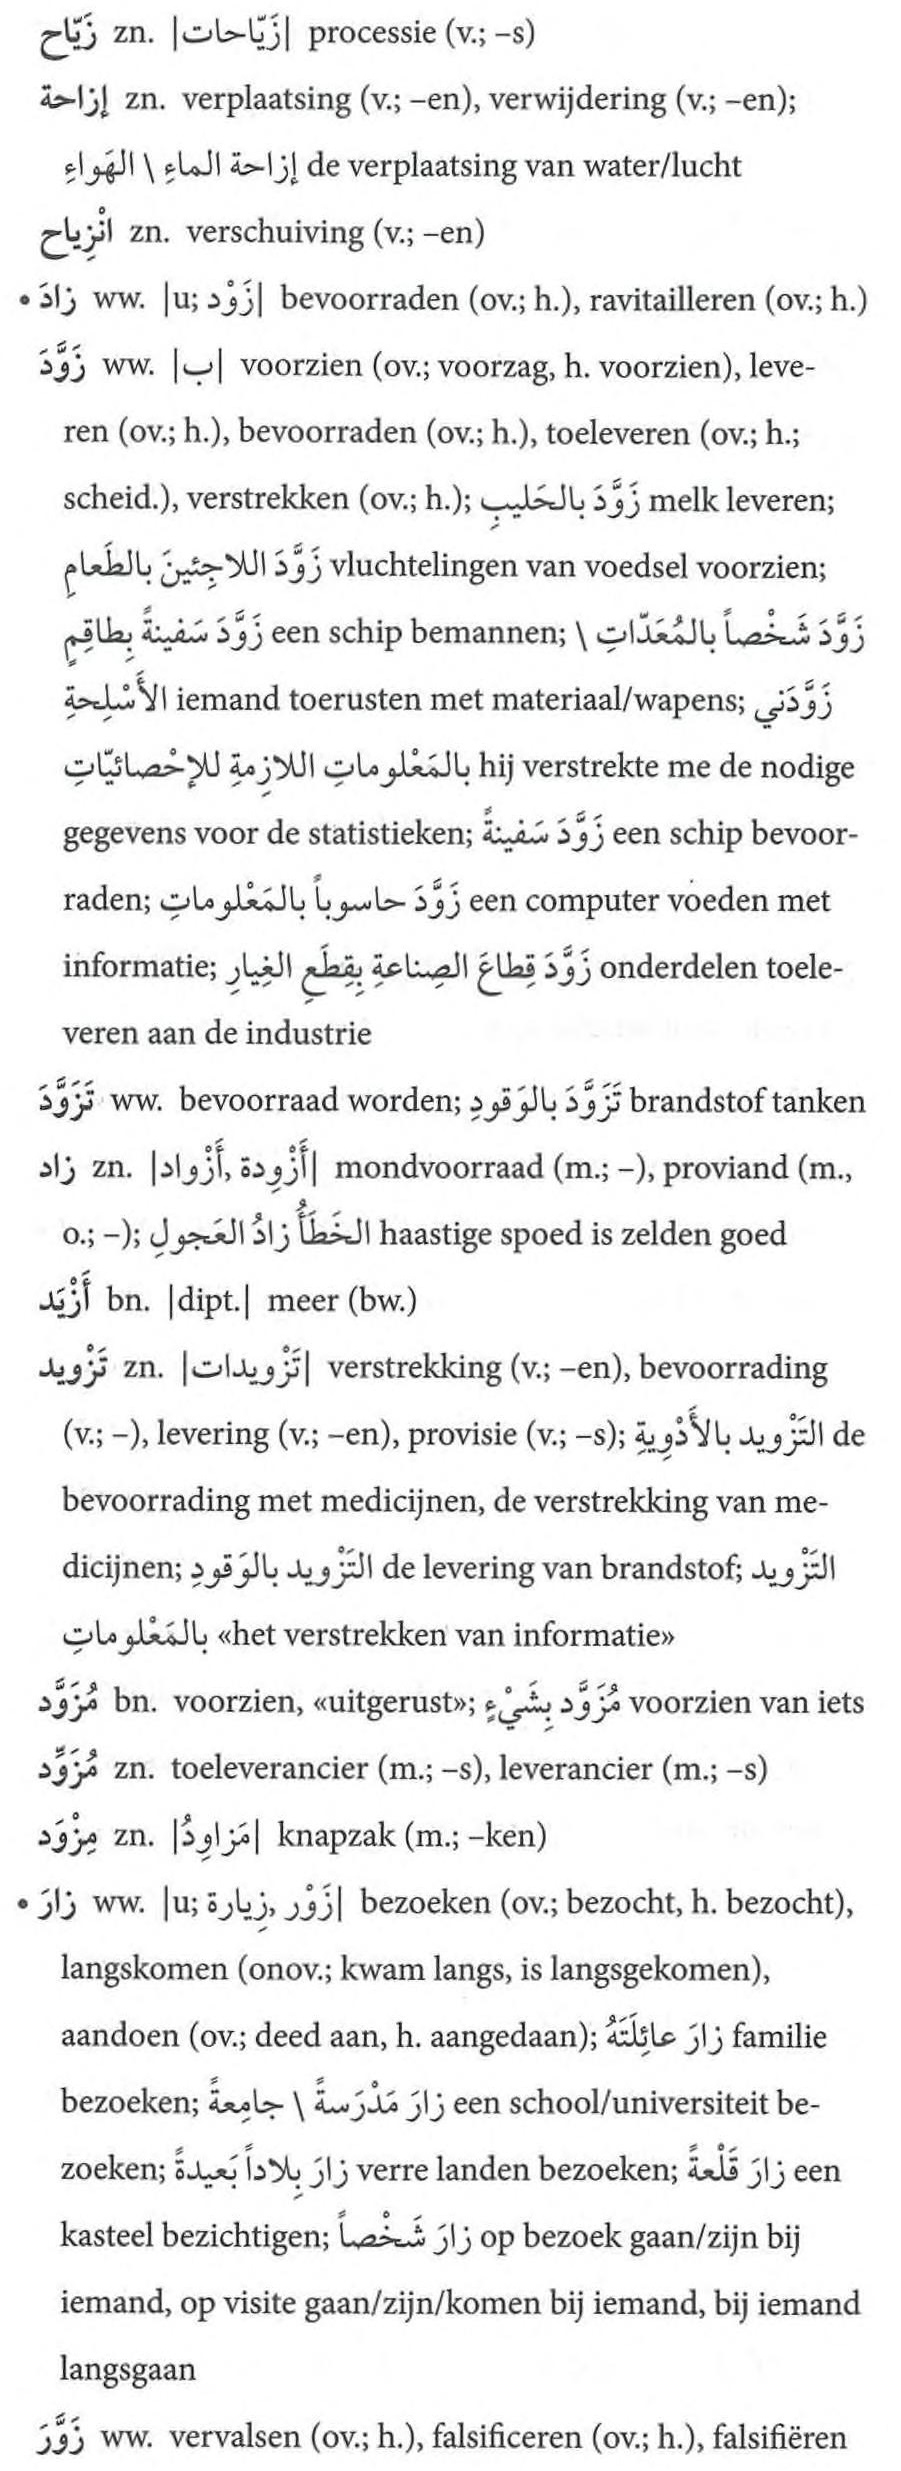 زَيّاح zn. |زَيّاحات| processie (v.; –s)
إزاحة zn. verplaatsing (v.; –en), verwijdering (v.; –en);
إزاحة الماءِ \ الهَواءِ de verplaatsing van water/lucht
انْزِياح zn. verschuiving (v.; –en)
• زادَ ww. |u; زَوْد| bevoorraden (ov.; h.), ravitailleren (ov.; h.)
زَوَّدَ ww. |ب| voorzien (ov.; voorzag, h. voorzien), leve-
ren (ov.; h.), bevoorraden (ov.; h.), toeleveren (ov.; h.;
scheid.), verstrekken (ov.; h.); زَوَّدَ بالحَليبِ melk leveren;
زَوَّدَ اللاجِئينَ بالطَعامِ vluchtelingen van voedsel voorzien;
زَوَّدَ سَفينةً بِطاقِمٍ een schip bemannen; زَوَّدَ شَخْصاً بالمُعَدّاتِ \
الأَسْلِحةِ iemand toerusten met materiaal/wapens; زَوَّدَني
بالمَعْلوماتِ اللازِمةِ للإحْصائيّاتِ hij verstrekte me de nodige
gegevens voor de statistieken; زَوَّدَ سَفينةً een schip bevoor-
raden; زَوَّدَ حاسوباً بالمَعْلوماتِ een computer voeden met
informatie; زَوَّدَ قِطاعَ الصِناعةِ بِقِطَعِ الغِيارِ onderdelen toele-
veren aan de industrie
تَزَوَّدَ ww. bevoorraad worden; تَزَوَّدَ بالوَقودِ brandstof tanken
زاد zn. |أَزْوِدة, أَزْواد| mondvoorraad (m.; –), proviand (m.,
o.; –); الخَطَأُ زادُ العَجولِ haastige spoed is zelden goed
أَزْيَد bn. |dipt.| meer (bw.)
تَزْويد zn. |تَزْويدات| verstrekking (v.; –en), bevoorrading
(v.; –), levering (v.; –en), provisie (v.; –s); التَزْويد بالأَدْوِيةِ de
bevoorrading met medicijnen, de verstrekking van me-
dicijnen; التَزْويد بالوَقودِ de levering van brandstof; التَزْويد
بالمَعْلوماتِ «het verstrekken van informatie»
مُزَوَّد bn. voorzien, «uitgerust»; مُزَوَّد بِشَيْءٍ voorzien van iets
مُزَوِّد zn. toeleverancier (m.; –s), leverancier (m.; –s)
مِزْوَد zn. |مَزاوِدُ| knapzak (m.; –ken)
• زارَ ww. |u; زَوْر, زِيارة| bezoeken (ov.; bezocht, h. bezocht),
langskomen (onov.; kwam langs, is langsgekomen),
aandoen (ov.; deed aan, h. aangedaan); زارَ عائِلَتَهُ familie
bezoeken; زارَ مَدْرَسةً \ جامِعةً een school/universiteit be-
zoeken; زارَ بِلاداً بَعيدةً verre landen bezoeken; زارَ قَلْعةً een
kasteel bezichtigen; زارَ شَخْصاً op bezoek gaan/zijn bij
iemand, op visite gaan/zijn/komen bij iemand, bij iemand
langsgaan
زَوَّرَ ww. vervalsen (ov.; h.), falsificeren (ov.; h.), falsifiëren